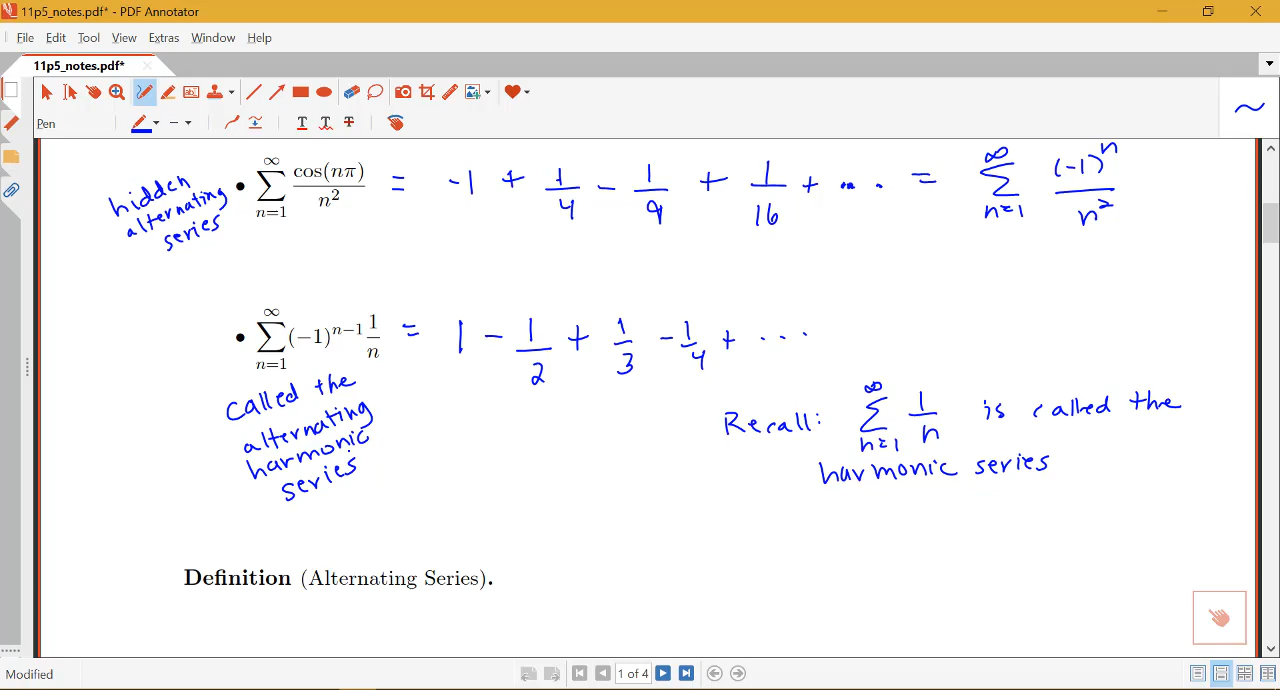 11p5_notes.pdf* - PDF Annotator
File Edit Tool View Extras Window Help
11p5_notes.pdf*
Pen
hidden alternating series
• ∑_{n=1}^{∞} cos(nπ)/n² = -1 + 1/4 - 1/9 + 1/16 + ... = ∑_{n=1}^{∞} (-1)^n/n²
• ∑_{n=1}^{∞} (−1)^{n−1} 1/n = 1 - 1/2 + 1/3 - 1/4 + ...
called the
alternating
harmonic
series
Recall: ∑_{n=1}^{∞} 1/n is called the
harmonic series
Definition (Alternating Series).
Modified
1 of 4